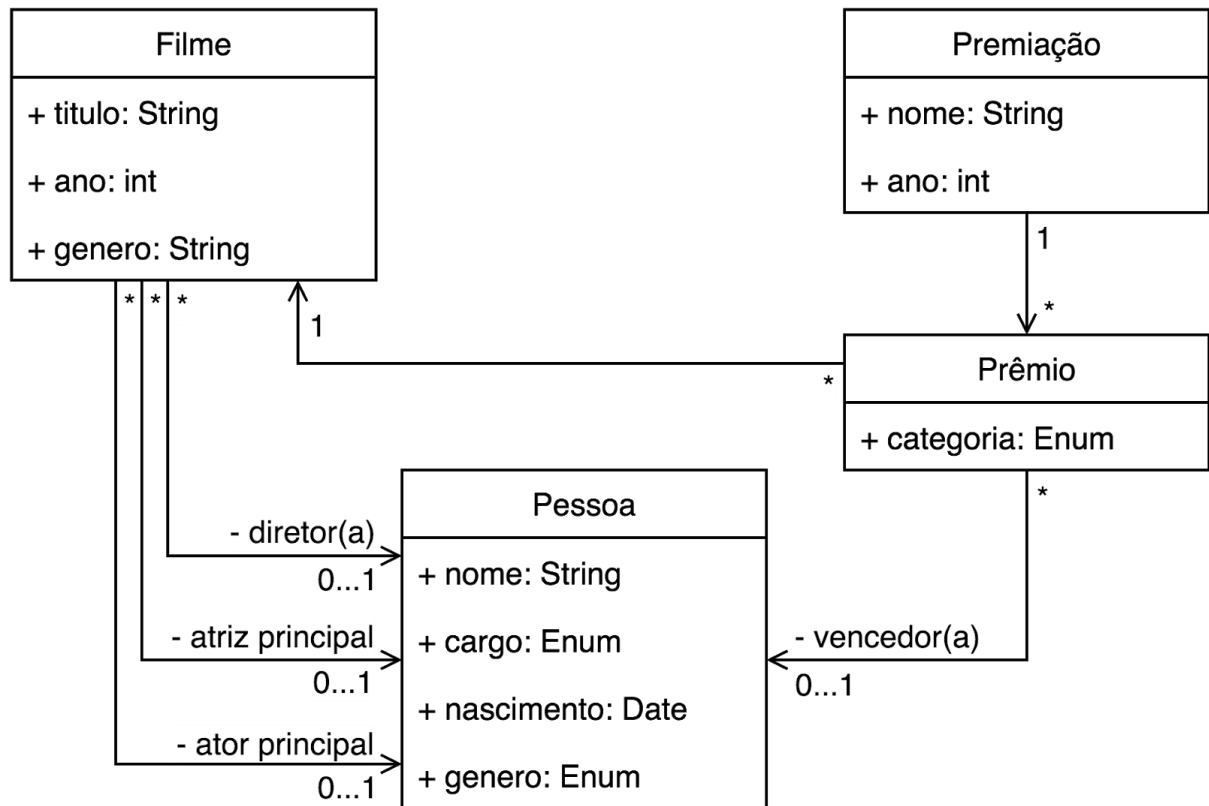 Filme
+ titulo: String
+ ano: int
+ genero: String
* * *
Premiação
+ nome: String
+ ano: int
1
*
1
*
Prêmio
+ categoria: Enum
*
Pessoa
+ nome: String
+ cargo: Enum
+ nascimento: Date
+ genero: Enum
- diretor(a)
0...1
- atriz principal
0...1
- ator principal
0...1
- vencedor(a)
0...1